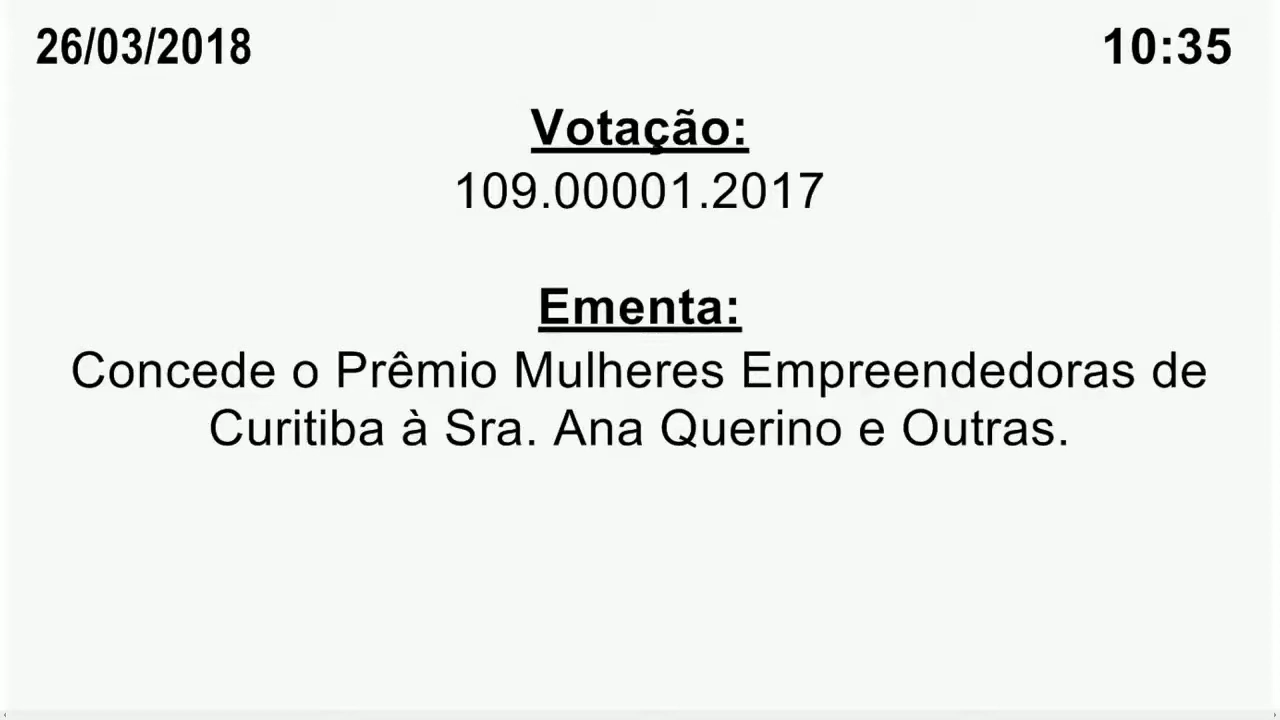 26/03/2018 10:35
Votação:
109.00001.2017
Ementa:
Concede o Prêmio Mulheres Empreendedoras de
Curitiba à Sra. Ana Querino e Outras.